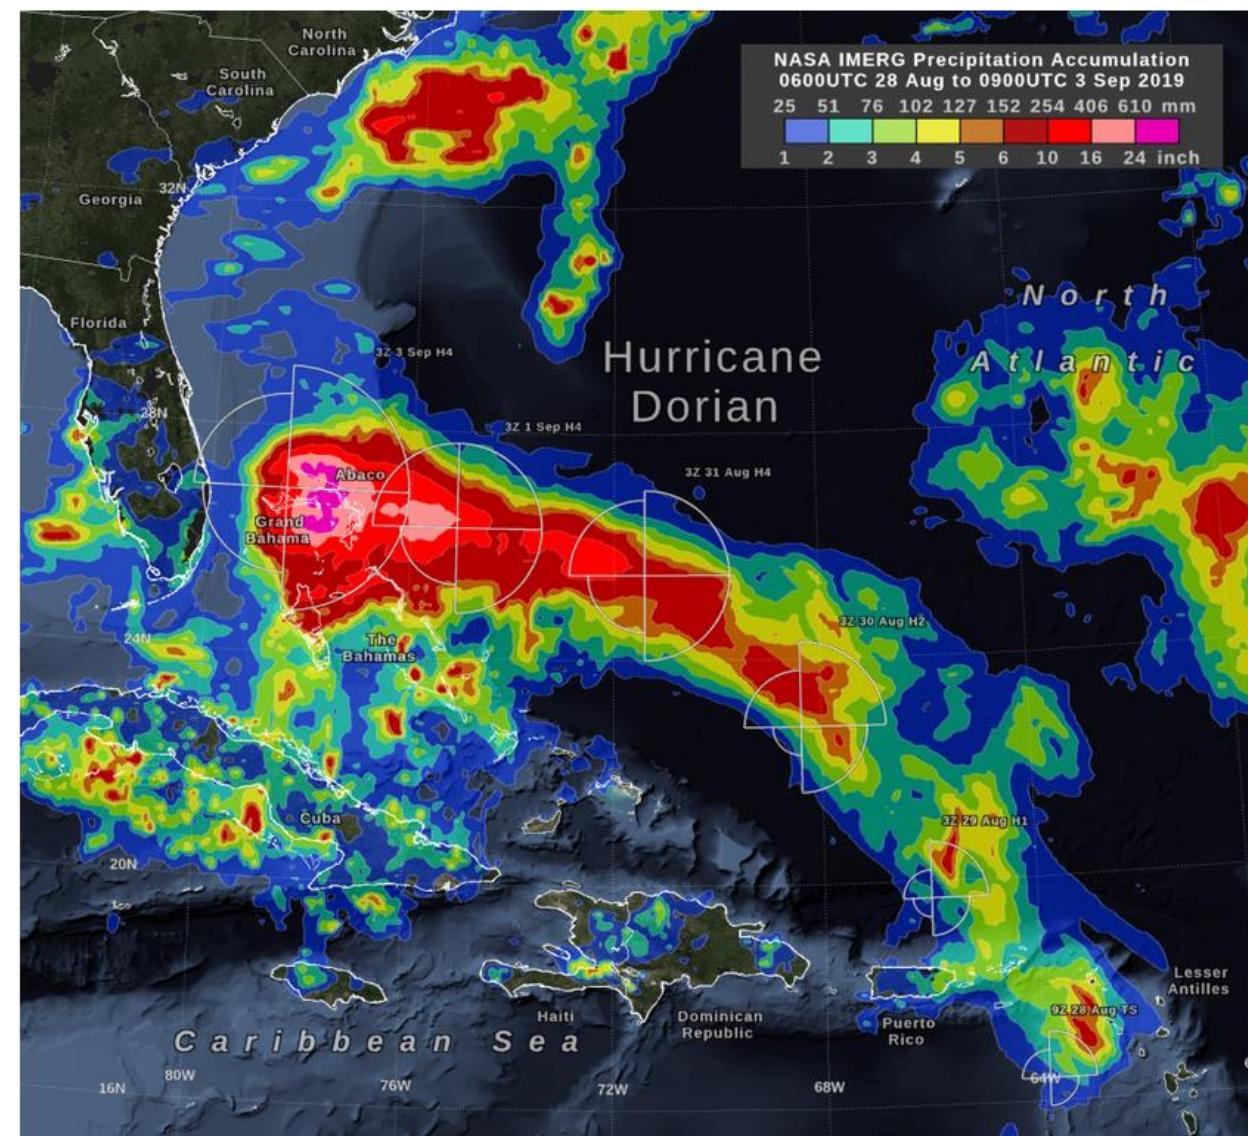 North
Carolina
South
Carolina
NASA IMERG Precipitation Accumulation
0600UTC 28 Aug to 0900UTC 3 Sep 2019
25 51 76 102 127 152 254 406 610 mm
1 2 3 4 5 6 10 16 24 inch
32N
Georgia
North
Atlantic
Florida
3Z 3 Sep H4
Hurricane
Dorian
28N
3Z 1 Sep H4
3Z 31 Aug H4
Abaco
Grand
Bahama
3Z 30 Aug H2
24N
The
Bahamas
Cuba
3Z 29 Aug H1
20N
Lesser
Antilles
9Z 28 Aug TS
Haiti
Dominican
Republic
Puerto
Rico
Caribbean Sea
16N
80W
76W
72W
68W
64W